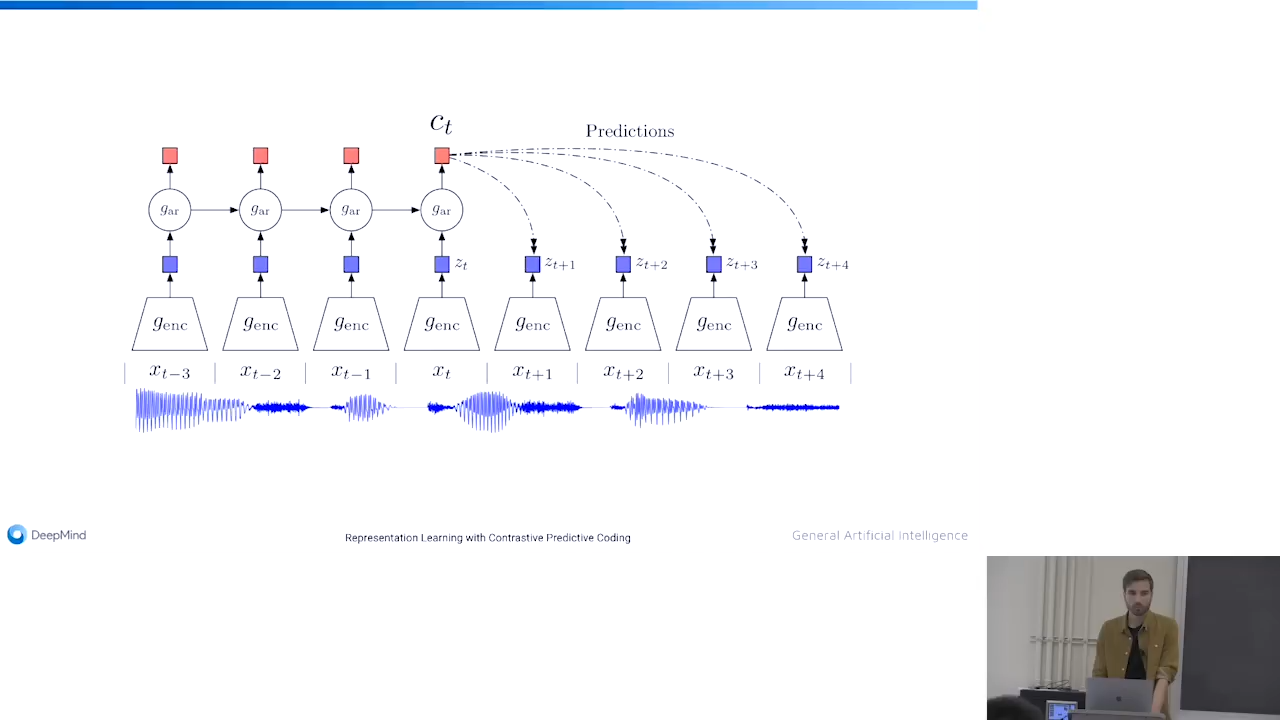 c_t
Predictions
g_ar g_ar g_ar g_ar
z_t z_{t+1} z_{t+2} z_{t+3} z_{t+4}
g_enc g_enc g_enc g_enc g_enc g_enc g_enc g_enc
x_{t−3} x_{t−2} x_{t−1} x_t x_{t+1} x_{t+2} x_{t+3} x_{t+4}
DeepMind
Representation Learning with Contrastive Predictive Coding
General Artificial Intelligence